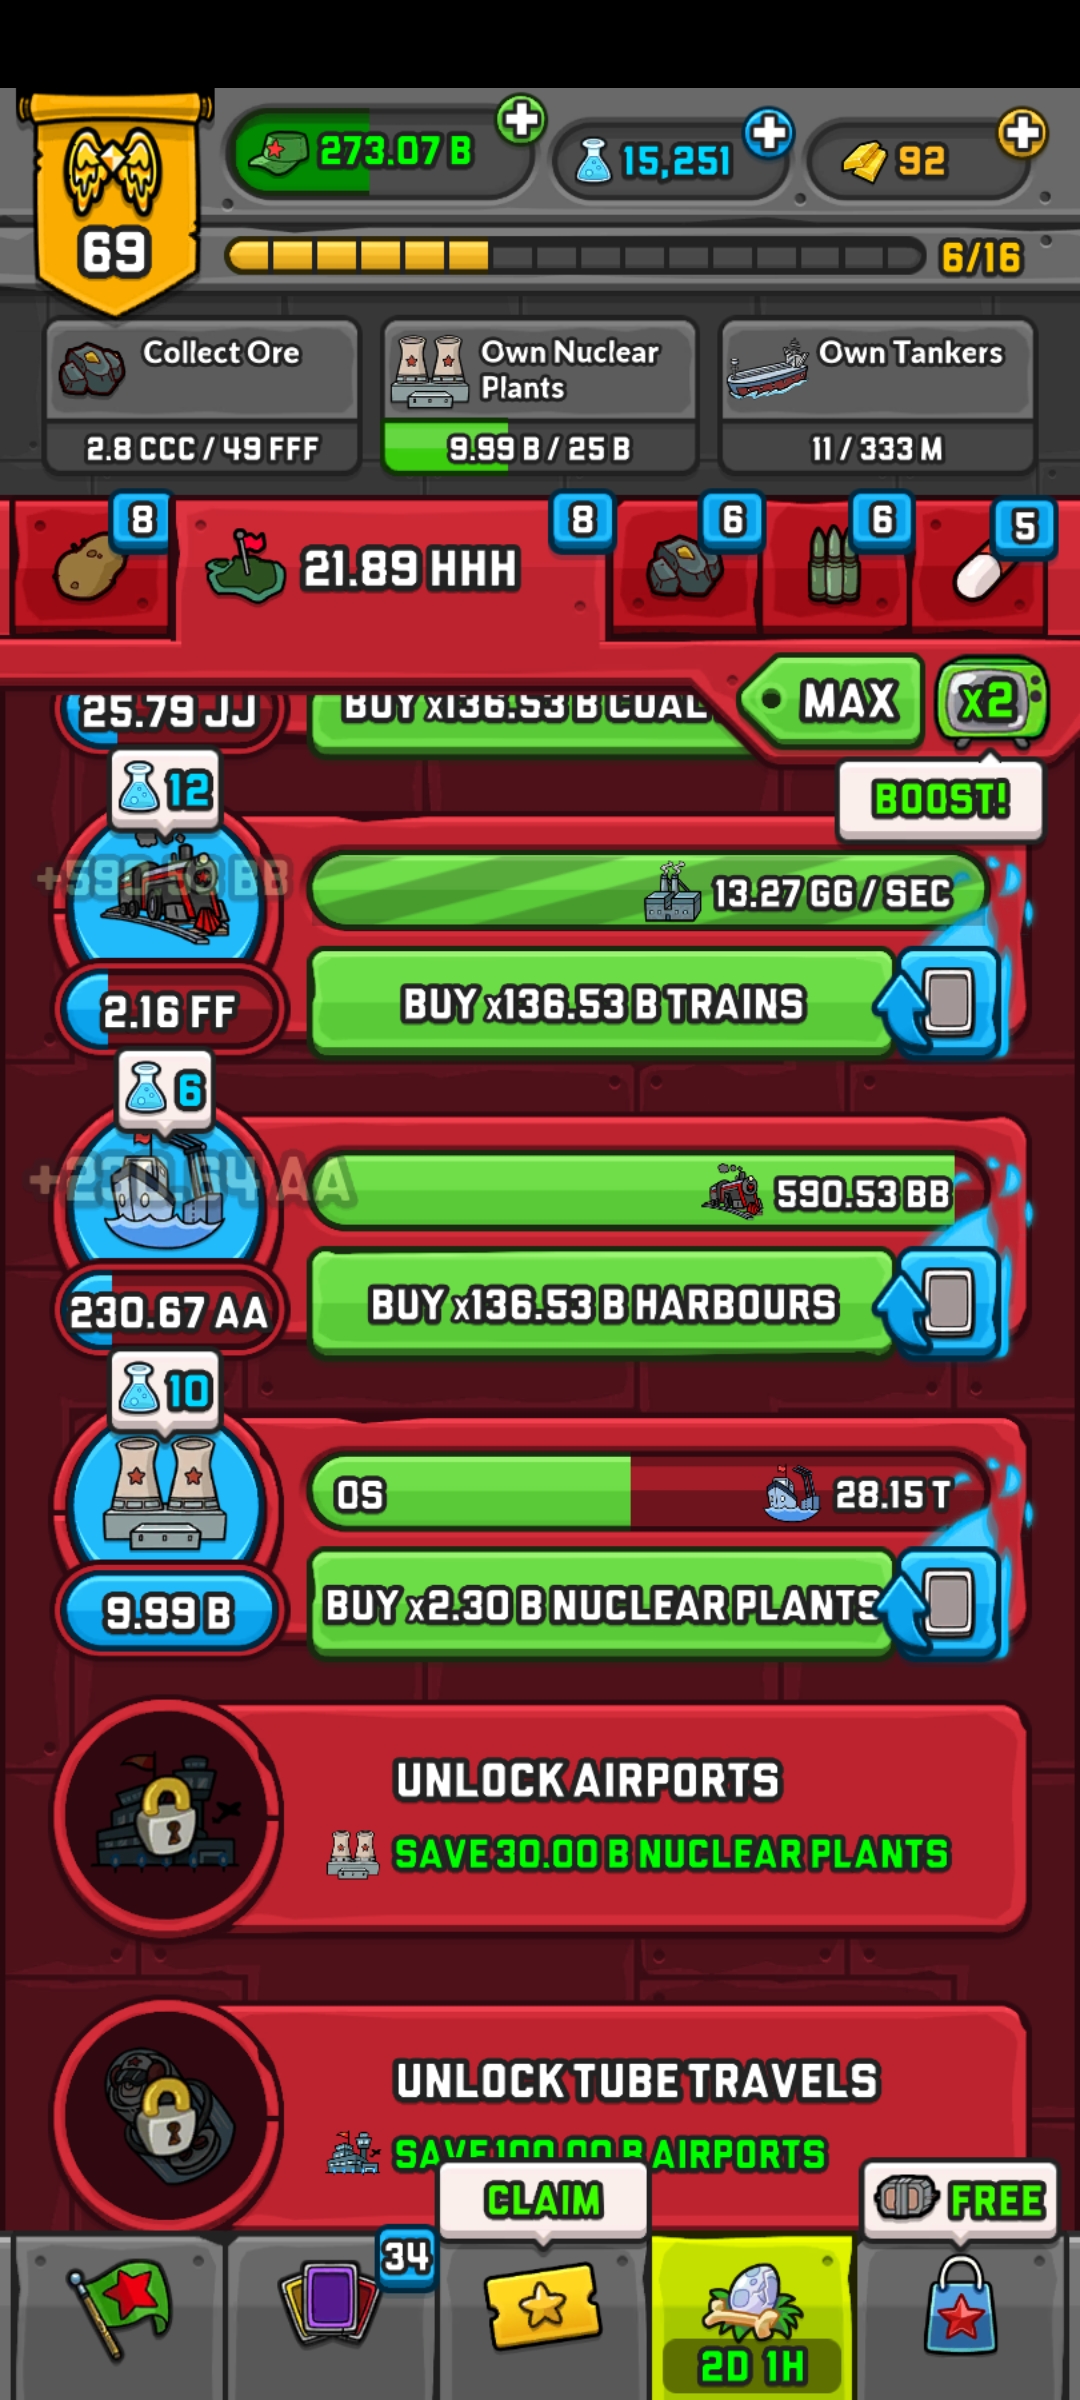 69
273.07 B
15,251
92
6/16
Collect Ore
2.8 CCC / 49 FFF
Own Nuclear
Plants
9.99 B / 25 B
Own Tankers
11 / 333 M
8
21.89 HHH
8
6
6
5
25.79 JJ
BUY x136.53 B COAL
MAX
x2
BOOST!
12
+590.53 BB
13.27 GG / SEC
2.16 FF
BUY x136.53 B TRAINS
6
+230.64 AA
590.53 BB
230.67 AA
BUY x136.53 B HARBOURS
10
0S
28.15 T
9.99 B
BUY x2.30 B NUCLEAR PLANTS
UNLOCK AIRPORTS
SAVE 30.00 B NUCLEAR PLANTS
UNLOCK TUBE TRAVELS
SAVE 100.00 B AIRPORTS
CLAIM
FREE
34
2D 1H